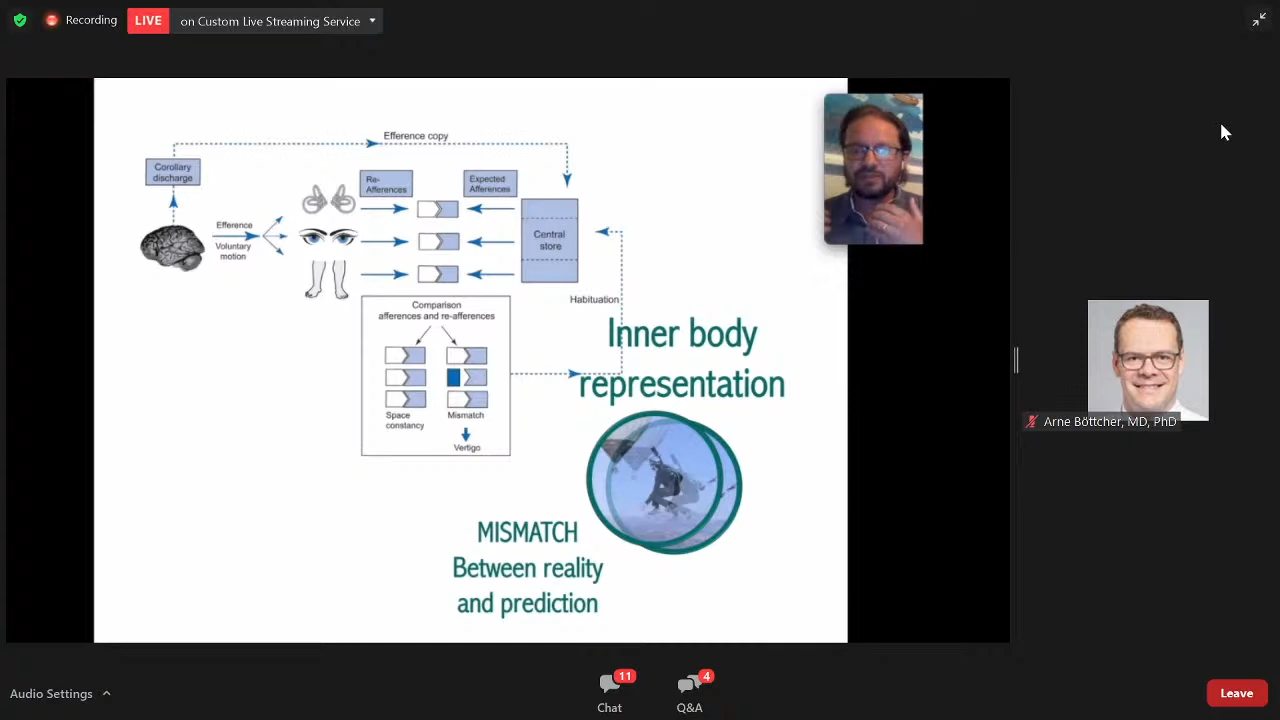 Recording
LIVE
on Custom Live Streaming Service
Efference copy
Corollary
discharge
Re-
Afferences
Expected
Afferences
Efference
Voluntary
motion
Central
store
Habituation
Comparison
afferences and re-afferences
Space
constancy
Mismatch
Vertigo
Inner body
representation
MISMATCH
Between reality
and prediction
Arne Böttcher, MD, PhD
Audio Settings
11
Chat
4
Q&A
Leave